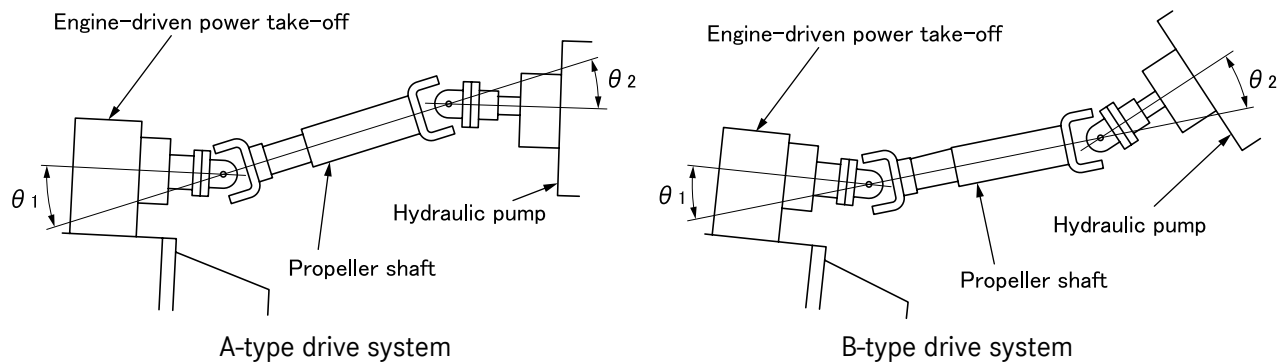 Engine-driven power take-off
θ2
θ1
Hydraulic pump
Propeller shaft
A-type drive system
Engine-driven power take-off
θ2
θ1
Hydraulic pump
Propeller shaft
B-type drive system